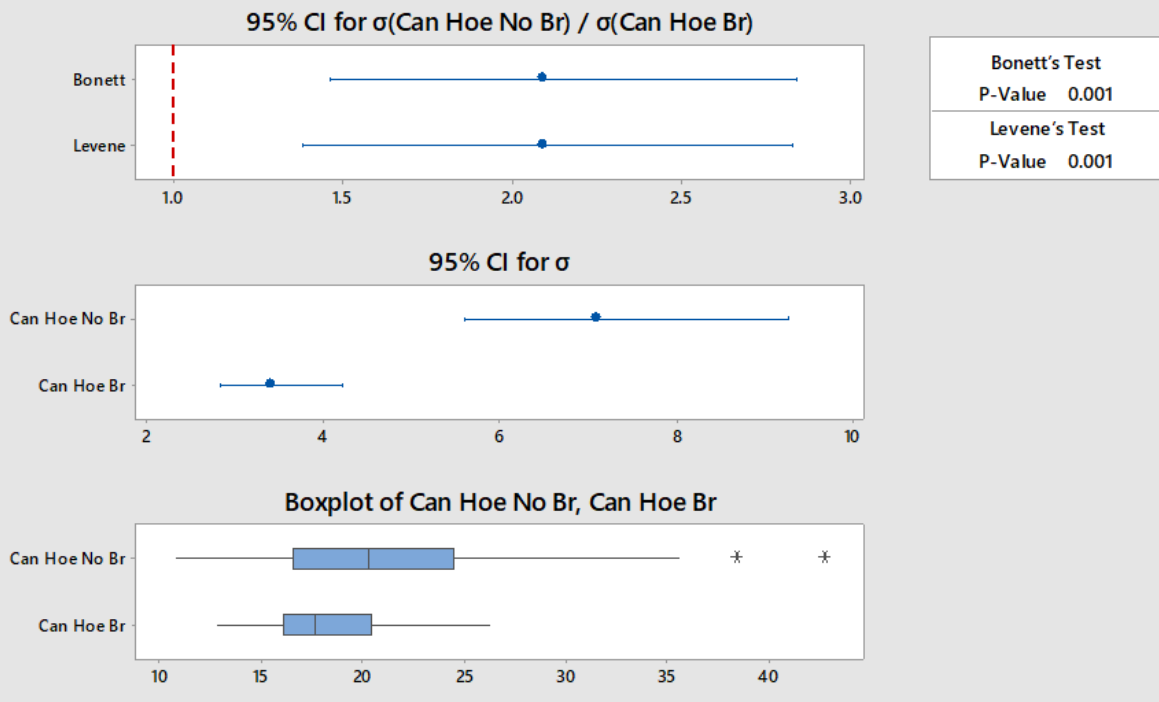 95% CI for σ(Can Hoe No Br) / σ(Can Hoe Br)
Bonett
Levene
1.0 1.5 2.0 2.5 3.0
Bonett's Test
P-Value 0.001
Levene's Test
P-Value 0.001
95% CI for σ
Can Hoe No Br
Can Hoe Br
2 4 6 8 10
Boxplot of Can Hoe No Br, Can Hoe Br
Can Hoe No Br
Can Hoe Br
10 15 20 25 30 35 40